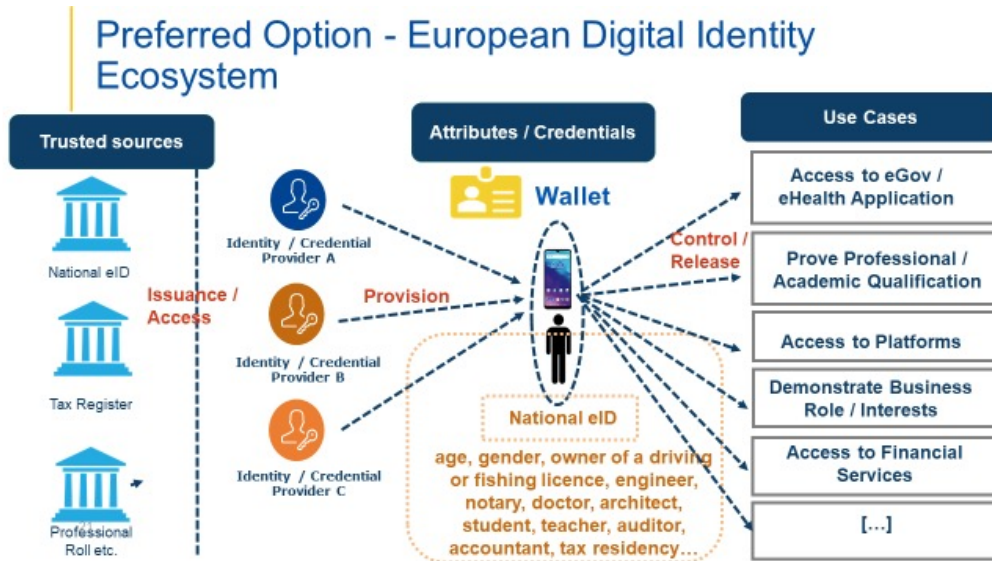 Preferred Option - European Digital Identity
Ecosystem
Trusted sources
National eID
Tax Register
Professional
Roll etc.
Issuance /
Access
Identity / Credential
Provider A
Identity / Credential
Provider B
Identity / Credential
Provider C
Provision
Attributes / Credentials
Wallet
National eID
age, gender, owner of a driving
or fishing licence, engineer,
notary, doctor, architect,
student, teacher, auditor,
accountant, tax residency…
Control /
Release
Use Cases
Access to eGov /
eHealth Application
Prove Professional /
Academic Qualification
Access to Platforms
Demonstrate Business
Role / Interests
Access to Financial
Services
[…]